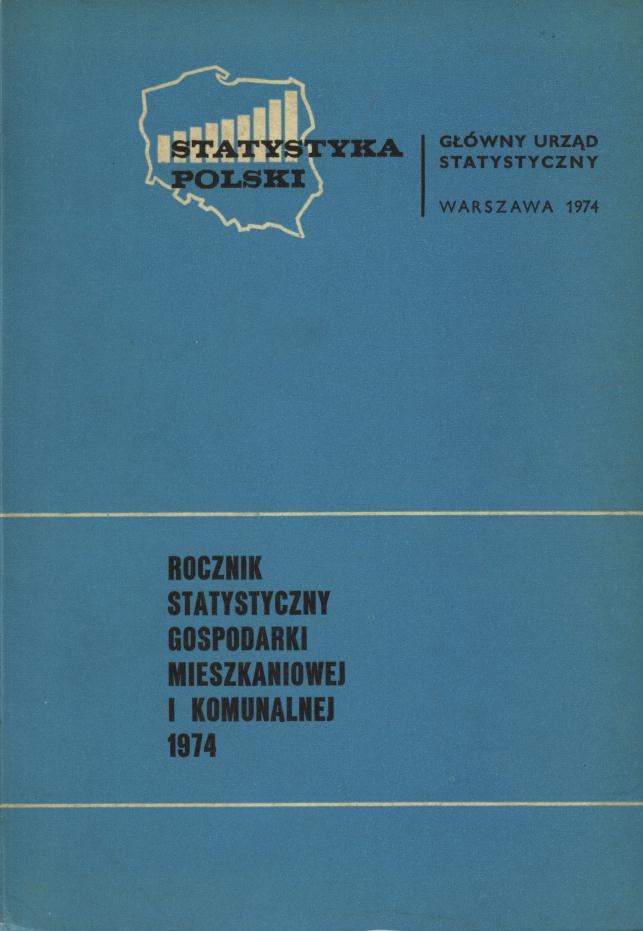 STATYSTYKA
POLSKI
GŁÓWNY URZĄD
STATYSTYCZNY
WARSZAWA 1974
ROCZNIK
STATYSTYCZNY
GOSPODARKI
MIESZKANIOWEJ
I KOMUNALNEJ
1974